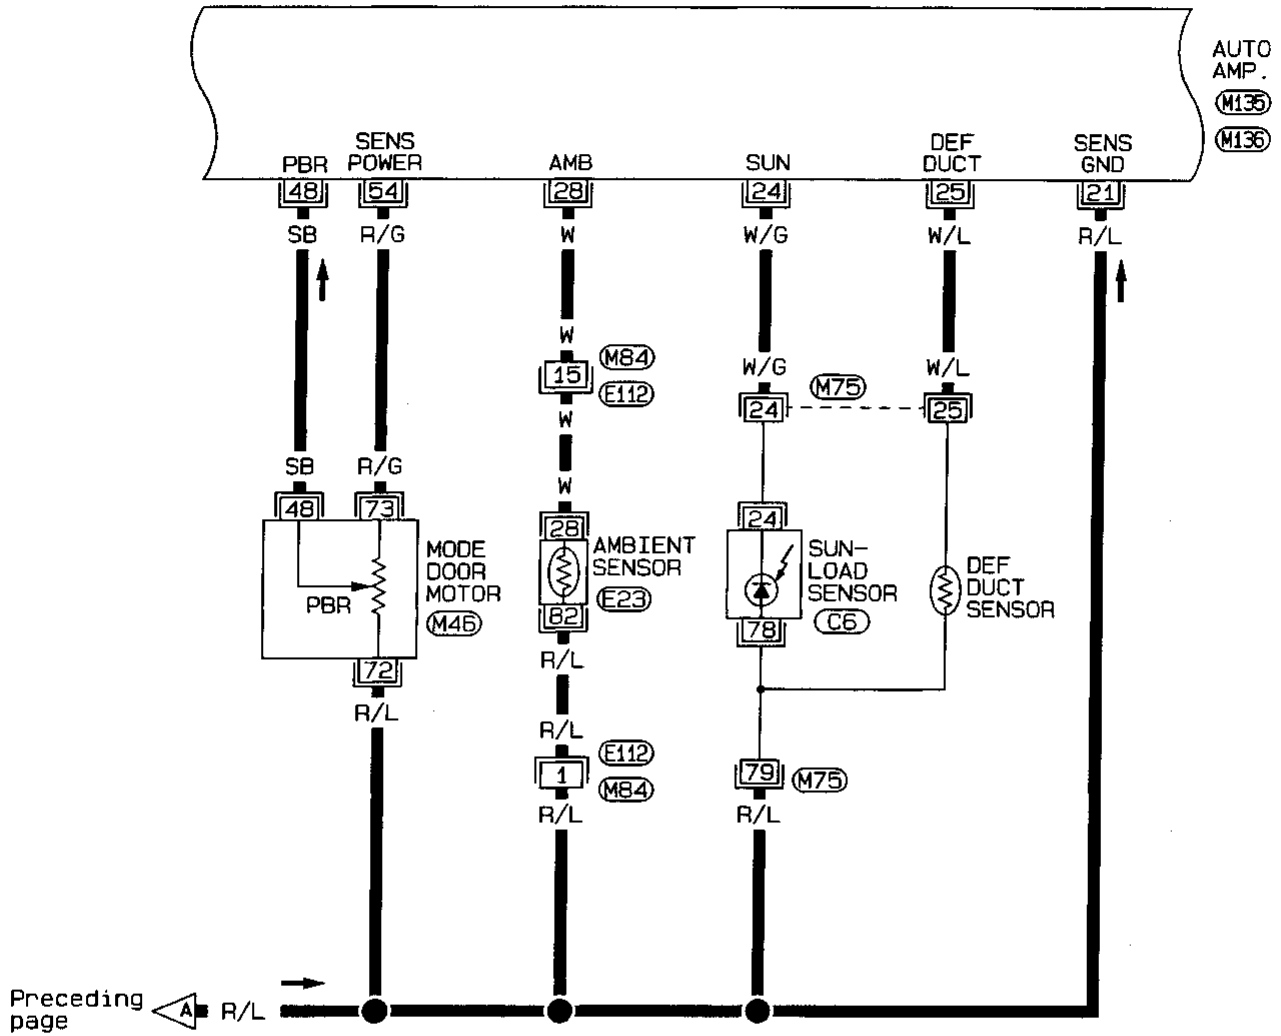 AUTO
AMP.
M135
M136
PBR
SENS
POWER
AMB
SUN
DEF
DUCT
SENS
GND
48
54
28
24
25
21
SB
R/G
W
W/G
W/L
R/L
W
M84
15
E112
W
W/G
W/L
M75
24
25
SB
R/G
W
48
73
28
24
MODE
DOOR
MOTOR
M46
PBR
AMBIENT
SENSOR
E23
82
SUN-
LOAD
SENSOR
C6
78
DEF
DUCT
SENSOR
72
R/L
R/L
R/L
E112
1
M84
79
M75
R/L
R/L
Preceding
page
A
R/L